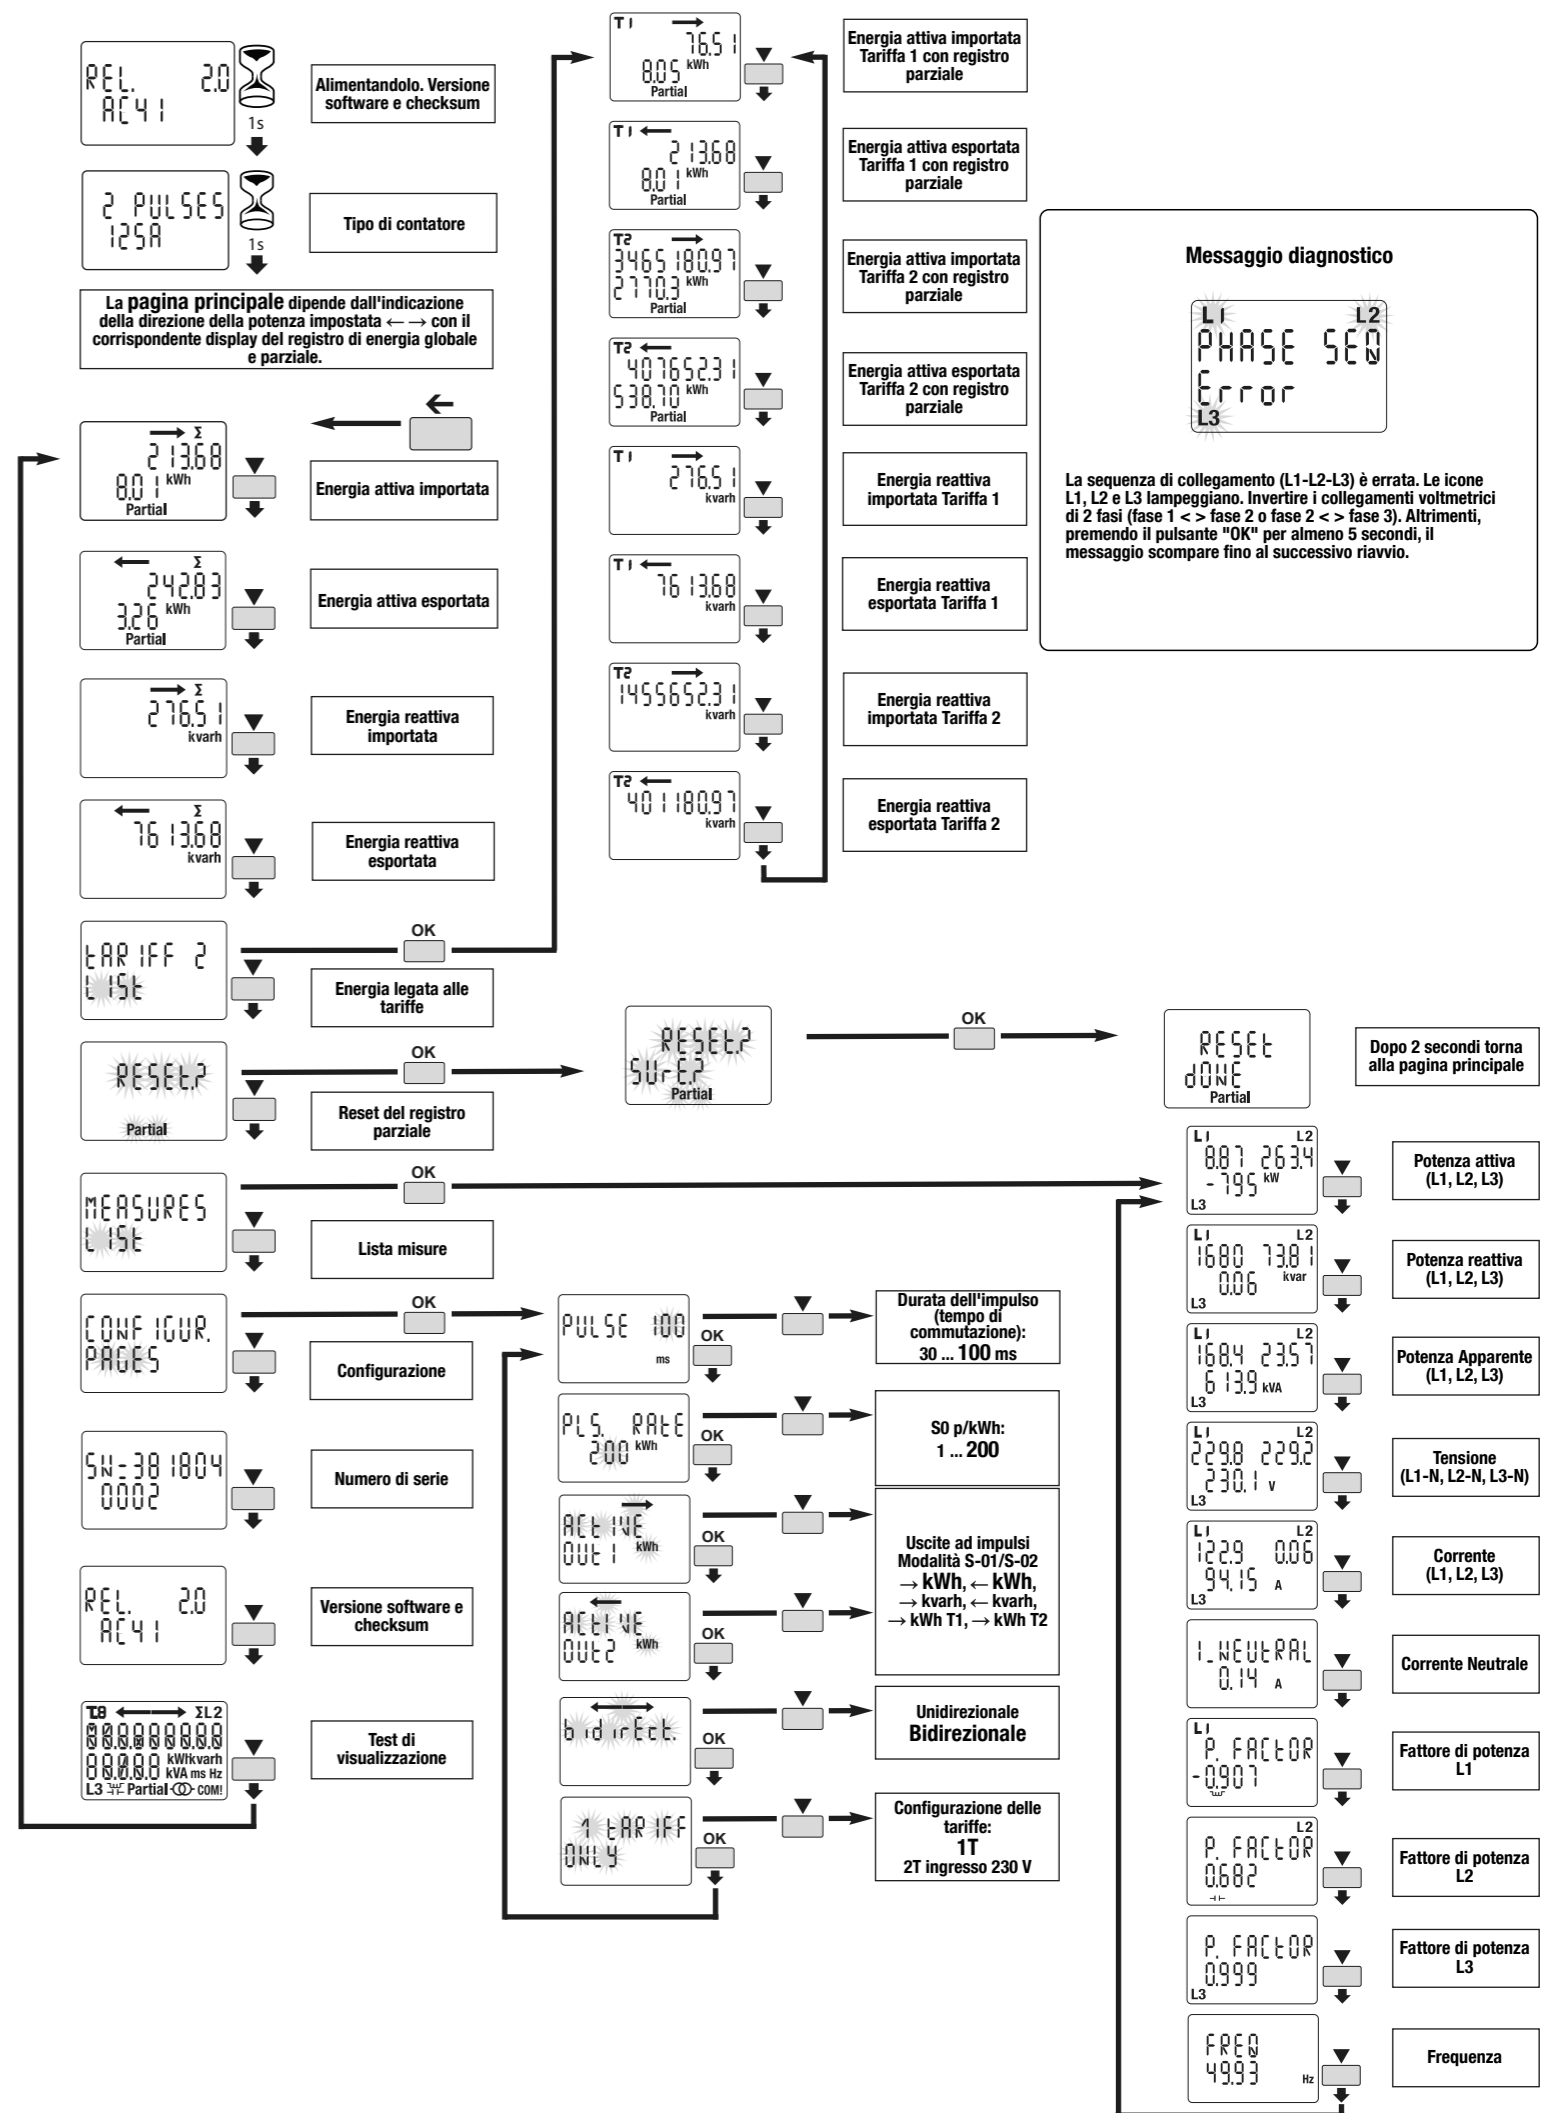 REL. 2.0
AC41
1s
Alimentandolo. Versione
software e checksum
2 PULSES
125A
1s
Tipo di contatore
La pagina principale dipende dall'indicazione
della direzione della potenza impostata ←→ con il
corrispondente display del registro di energia globale
e parziale.
→ Σ
213.68
8.01 kWh
Partial
Energia attiva importata
← Σ
242.83
3.26 kWh
Partial
Energia attiva esportata
→ Σ
276.51
kvarh
Energia reattiva
importata
← Σ
7613.68
kvarh
Energia reattiva
esportata
tARIFF 2
LISt
OK
Energia legata alle
tariffe
RESEt.?
Partial
OK
Reset del registro
parziale
RESEt.?
SUrE.?
Partial
OK
RESEt
dONE
Partial
Dopo 2 secondi torna
alla pagina principale
MEASURES
LISt
OK
Lista misure
CONFIGUR.
PAGES
OK
Configurazione
SN-381804
0002
Numero di serie
REL. 2.0
AC41
Versione software e
checksum
ΣL2
kWhkvarh
kVA ms Hz
L3 Partial COM!
Test di
visualizzazione
T1 →
76.51
8.05 kWh
Partial
Energia attiva importata
Tariffa 1 con registro
parziale
T1 ←
213.68
8.01 kWh
Partial
Energia attiva esportata
Tariffa 1 con registro
parziale
T2 →
3465180.97
2770.3 kWh
Partial
Energia attiva importata
Tariffa 2 con registro
parziale
T2 ←
407652.31
538.70 kWh
Partial
Energia attiva esportata
Tariffa 2 con registro
parziale
T1 →
276.51
kvarh
Energia reattiva
importata Tariffa 1
T1 ←
7613.68
kvarh
Energia reattiva
esportata Tariffa 1
T2 →
1455652.31
kvarh
Energia reattiva
importata Tariffa 2
T2 ←
401180.97
kvarh
Energia reattiva
esportata Tariffa 2
Messaggio diagnostico
L1 L2
PHASE SEQ
Error
L3
La sequenza di collegamento (L1-L2-L3) è errata. Le icone
L1, L2 e L3 lampeggiano. Invertire i collegamenti voltmetrici
di 2 fasi (fase 1 < > fase 2 o fase 2 < > fase 3). Altrimenti,
premendo il pulsante "OK" per almeno 5 secondi, il
messaggio scompare fino al successivo riavvio.
PULSE 100
ms
OK
Durata dell'impulso
(tempo di
commutazione):
30 ... 100 ms
PLS. RAtE
200 kWh
OK
S0 p/kWh:
1 ... 200
→
ACtIVE
OUt1 kWh
OK
←
ACtIVE
OUt2 kWh
OK
Uscite ad impulsi
Modalità S-01/S-02
→ kWh, ← kWh,
→ kvarh, ← kvarh,
→ kWh T1, → kWh T2
bidirEct.
OK
Unidirezionale
Bidirezionale
1 tARIFF
ONLY
OK
Configurazione delle
tariffe:
1T
2T ingresso 230 V
L1 L2
8.87 263.4
-795 kW
L3
Potenza attiva
(L1, L2, L3)
L1 L2
1680 73.81
0.06 kvar
L3
Potenza reattiva
(L1, L2, L3)
L1 L2
168.4 23.57
613.9 kVA
L3
Potenza Apparente
(L1, L2, L3)
L1 L2
229.8 229.2
230.1 V
L3
Tensione
(L1-N, L2-N, L3-N)
L1 L2
122.9 0.06
94.15 A
L3
Corrente
(L1, L2, L3)
I_NEUtRAL
0.14 A
Corrente Neutrale
L1
P. FACtOR
-0.907
Fattore di potenza
L1
L2
P. FACtOR
0.682
Fattore di potenza
L2
P. FACtOR
0.999
L3
Fattore di potenza
L3
FREQ
49.93
Hz
Frequenza